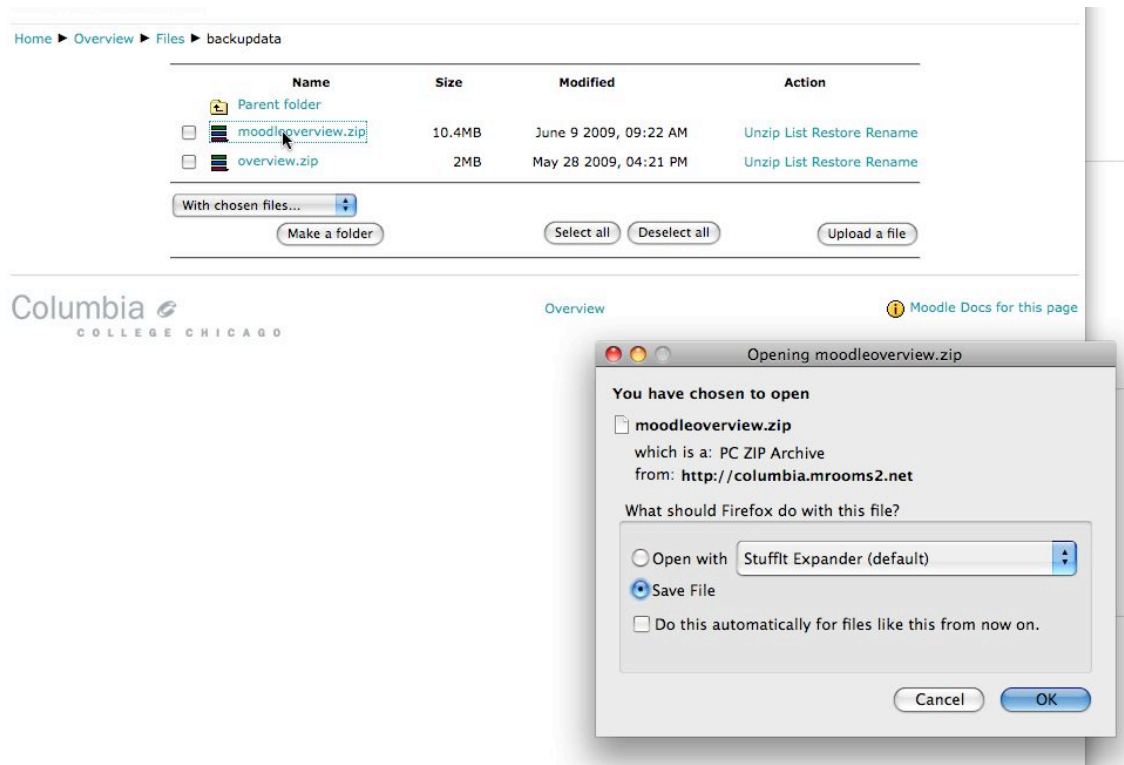 Home ► Overview ► Files ► backupdata
Name Size Modified Action
Parent folder
moodleoverview.zip 10.4MB June 9 2009, 09:22 AM Unzip List Restore Rename
overview.zip 2MB May 28 2009, 04:21 PM Unzip List Restore Rename
With chosen files...
Make a folder Select all Deselect all Upload a file
Columbia
COLLEGE CHICAGO
Overview
Moodle Docs for this page
Opening moodleoverview.zip
You have chosen to open
moodleoverview.zip
which is a: PC ZIP Archive
from: http://columbia.mrooms2.net
What should Firefox do with this file?
Open with StuffIt Expander (default)
Save File
Do this automatically for files like this from now on.
Cancel OK